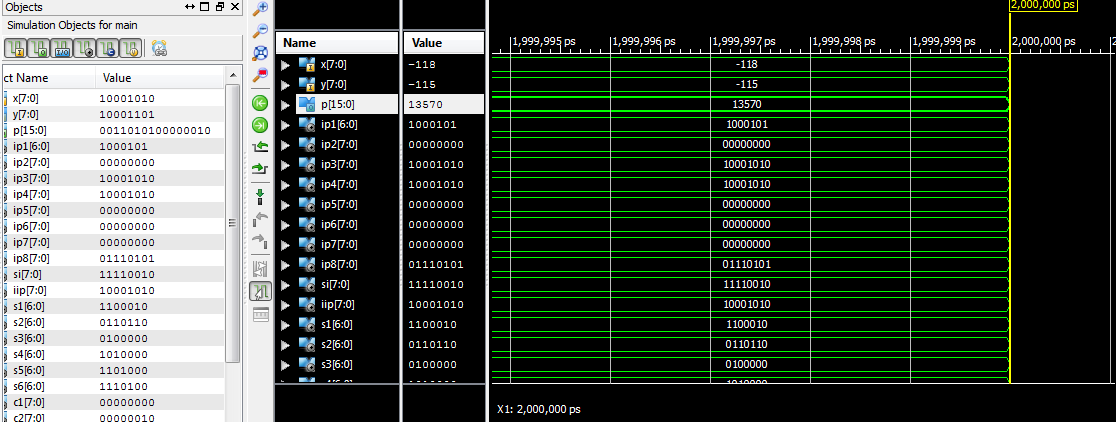 Objects
Simulation Objects for main
ct Name Value
x[7:0] 10001010
y[7:0] 10001101
p[15:0] 0011010100000010
ip1[6:0] 1000101
ip2[7:0] 00000000
ip3[7:0] 10001010
ip4[7:0] 10001010
ip5[7:0] 00000000
ip6[7:0] 00000000
ip7[7:0] 00000000
ip8[7:0] 01110101
si[7:0] 11110010
iip[7:0] 10001010
s1[6:0] 1100010
s2[6:0] 0110110
s3[6:0] 0100000
s4[6:0] 1010000
s5[6:0] 1101000
s6[6:0] 1110100
c1[7:0] 00000000
c2[7:0] 00000010
2,000,000 ps
Name Value 1,999,995 ps 1,999,996 ps 1,999,997 ps 1,999,998 ps 1,999,999 ps 2,000,000 ps 2
x[7:0] -118 -118
y[7:0] -115 -115
p[15:0] 13570 13570
ip1[6:0] 1000101 1000101
ip2[7:0] 00000000 00000000
ip3[7:0] 10001010 10001010
ip4[7:0] 10001010 10001010
ip5[7:0] 00000000 00000000
ip6[7:0] 00000000 00000000
ip7[7:0] 00000000 00000000
ip8[7:0] 01110101 01110101
si[7:0] 11110010 11110010
iip[7:0] 10001010 10001010
s1[6:0] 1100010 1100010
s2[6:0] 0110110 0110110
s3[6:0] 0100000 0100000
X1: 2,000,000 ps